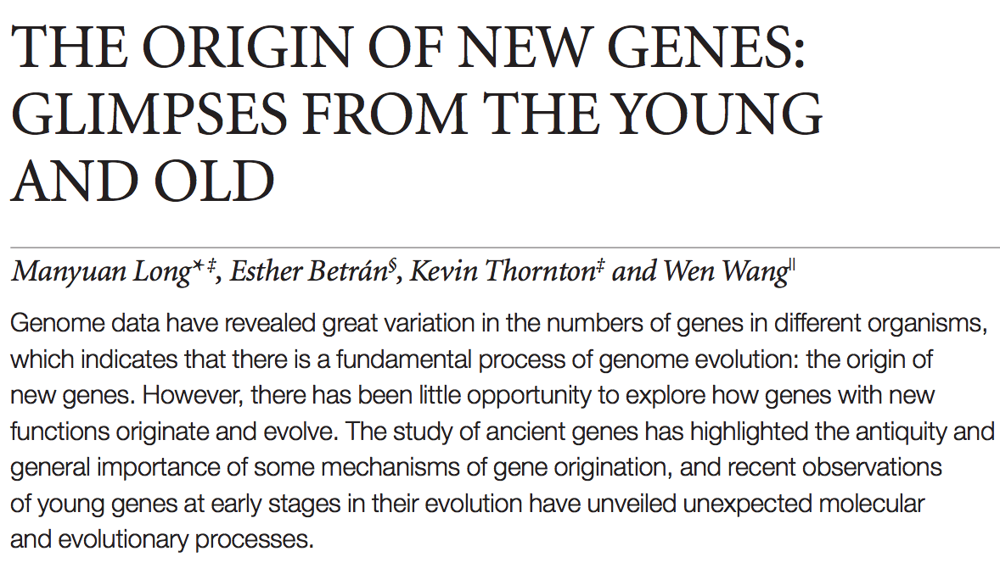 THE ORIGIN OF NEW GENES:
GLIMPSES FROM THE YOUNG
AND OLD
Manyuan Long*‡, Esther Betrán§, Kevin Thornton‡ and Wen Wang||
Genome data have revealed great variation in the numbers of genes in different organisms,
which indicates that there is a fundamental process of genome evolution: the origin of
new genes. However, there has been little opportunity to explore how genes with new
functions originate and evolve. The study of ancient genes has highlighted the antiquity and
general importance of some mechanisms of gene origination, and recent observations
of young genes at early stages in their evolution have unveiled unexpected molecular
and evolutionary processes.